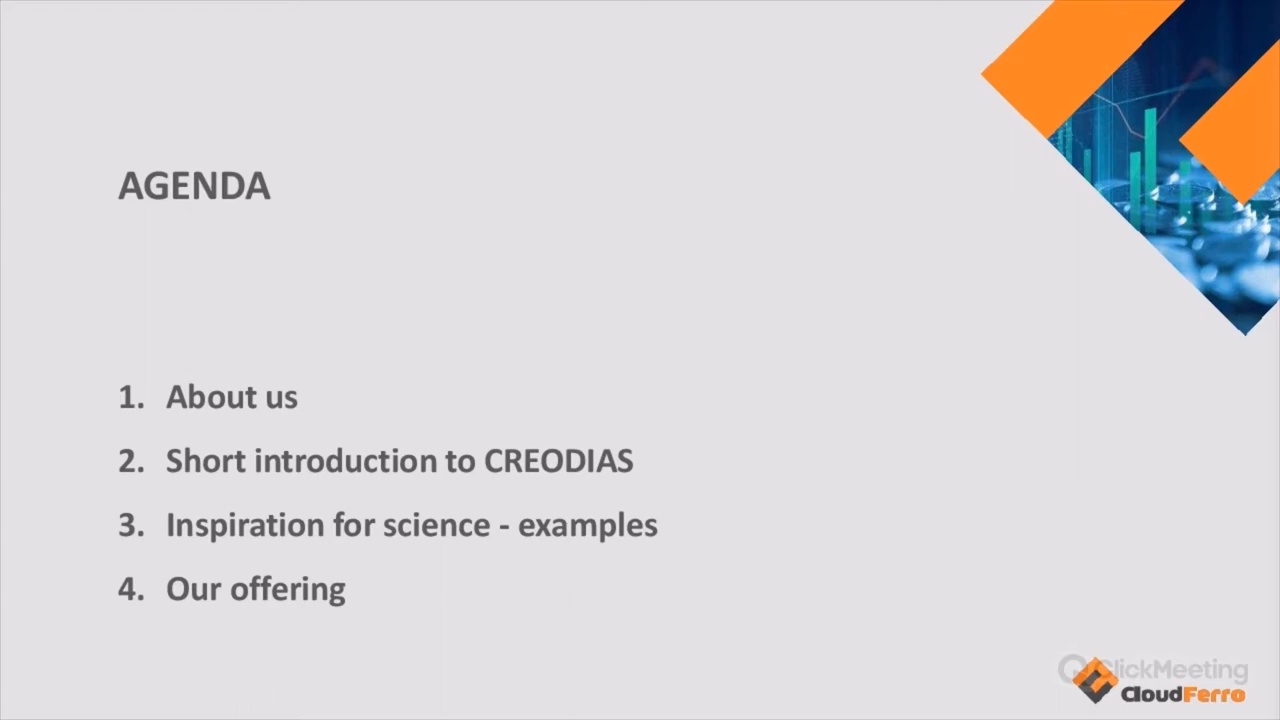 AGENDA
1. About us
2. Short introduction to CREODIAS
3. Inspiration for science - examples
4. Our offering
ClickMeeting
CloudFerro